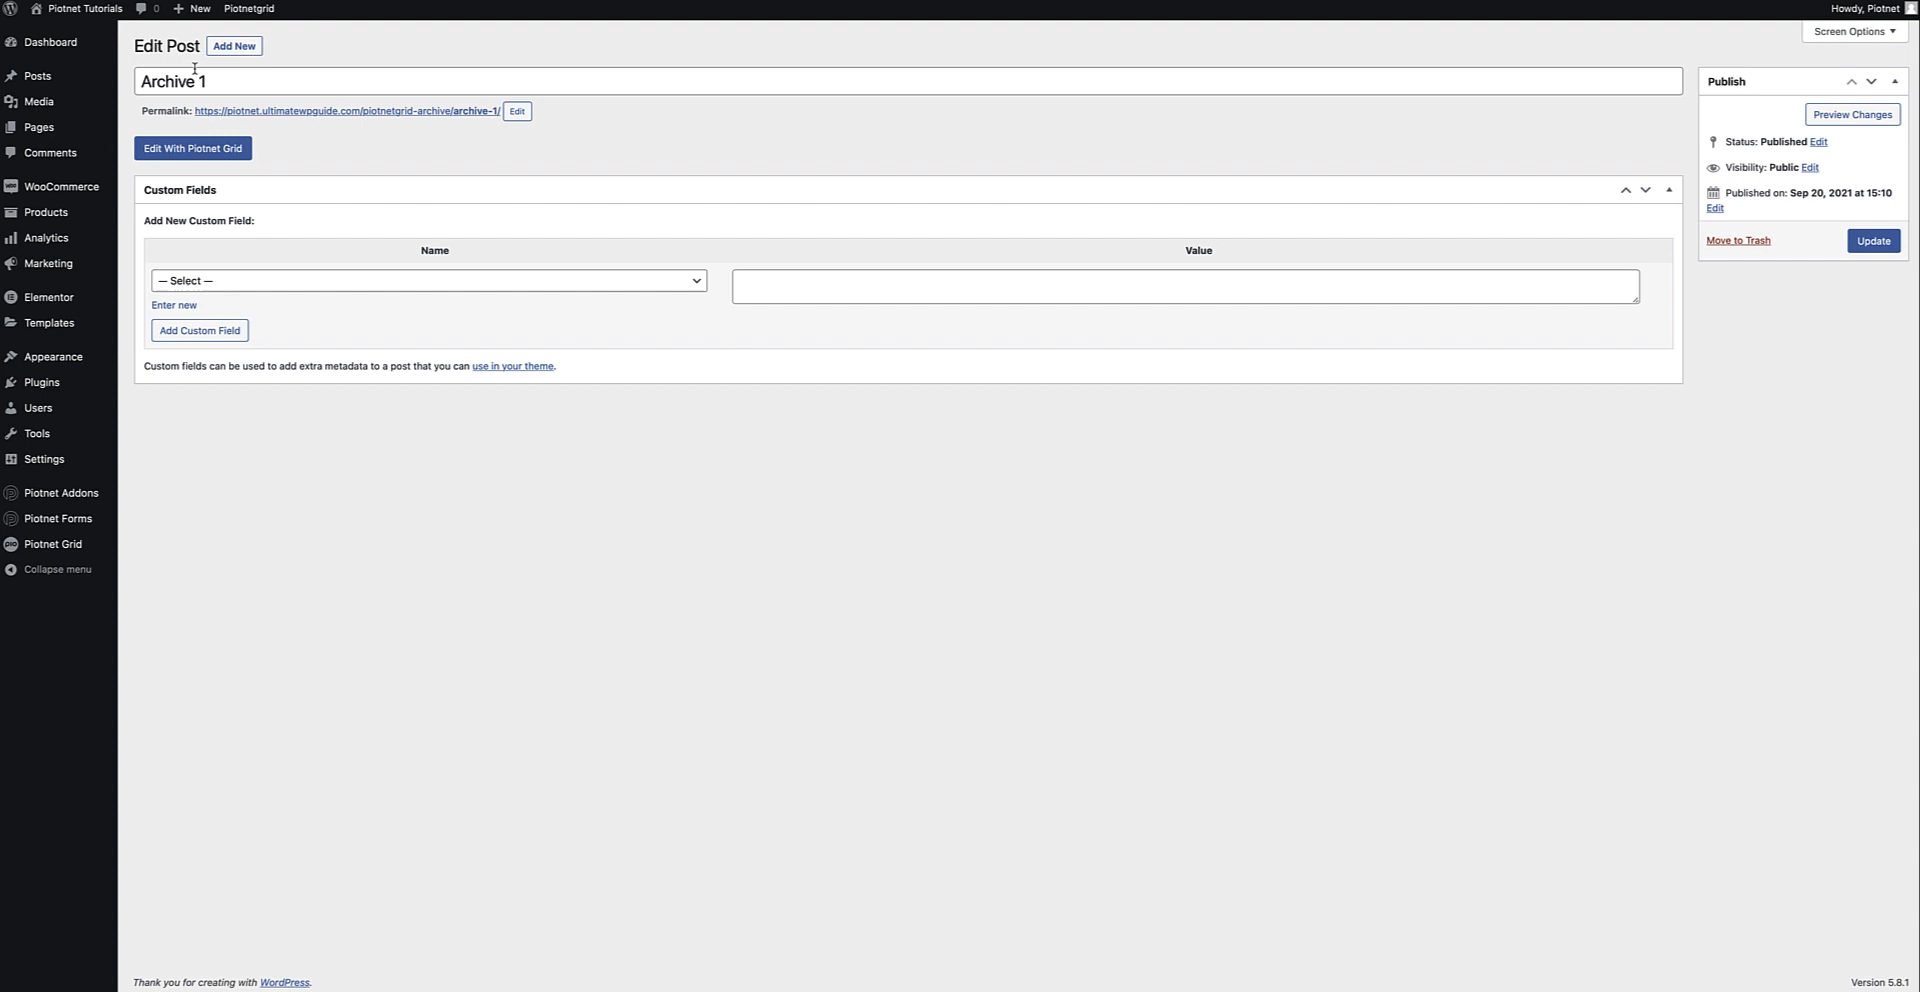 Piotnet Tutorials 0 New Piotnetgrid Howdy, Piotnet
Screen Options
Dashboard
Posts
Media
Pages
Comments
WooCommerce
Products
Analytics
Marketing
Elementor
Templates
Appearance
Plugins
Users
Tools
Settings
Piotnet Addons
Piotnet Forms
Piotnet Grid
Collapse menu
Edit Post Add New
Archive 1
Permalink: https://piotnet.ultimatewpguide.com/piotnetgrid-archive/archive-1/ Edit
Edit With Piotnet Grid
Custom Fields
Add New Custom Field:
Name Value
— Select —
Enter new
Add Custom Field
Custom fields can be used to add extra metadata to a post that you can use in your theme.
Publish
Preview Changes
Status: Published Edit
Visibility: Public Edit
Published on: Sep 20, 2021 at 15:10
Edit
Move to Trash Update
Thank you for creating with WordPress. Version 5.8.1